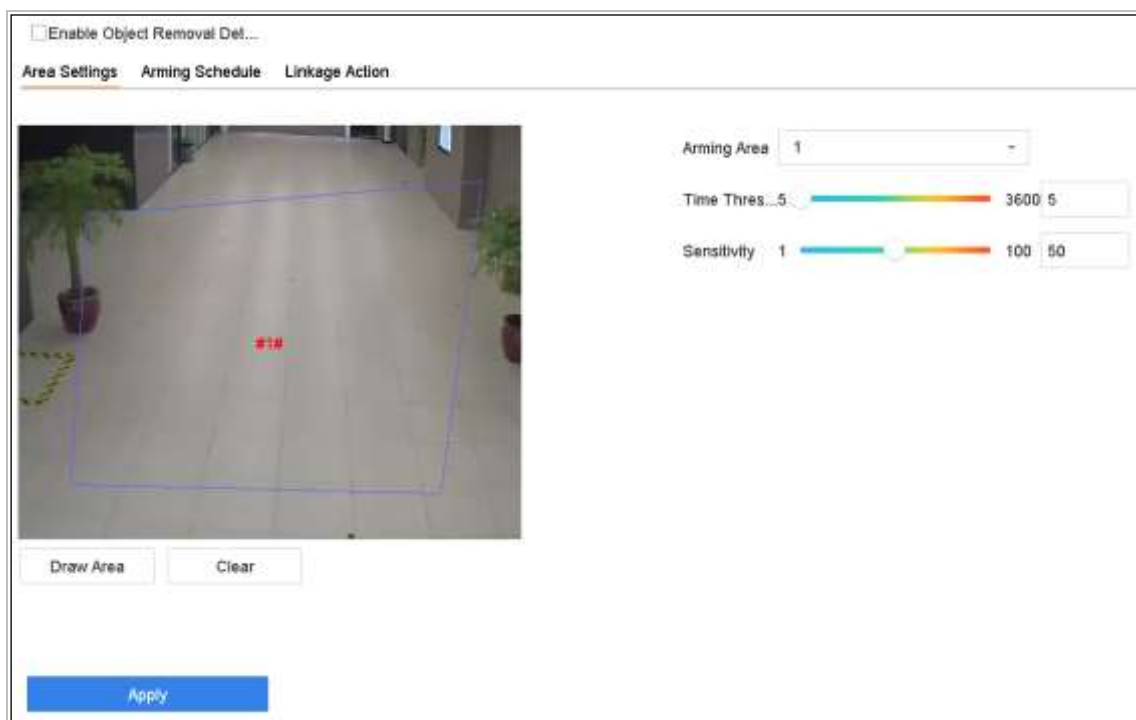 Enable Object Removal Det...
Area Settings Arming Schedule Linkage Action
Arming Area 1
Time Thres...5 3600 5
Sensitivity 1 100 50
#1#
Draw Area Clear
Apply